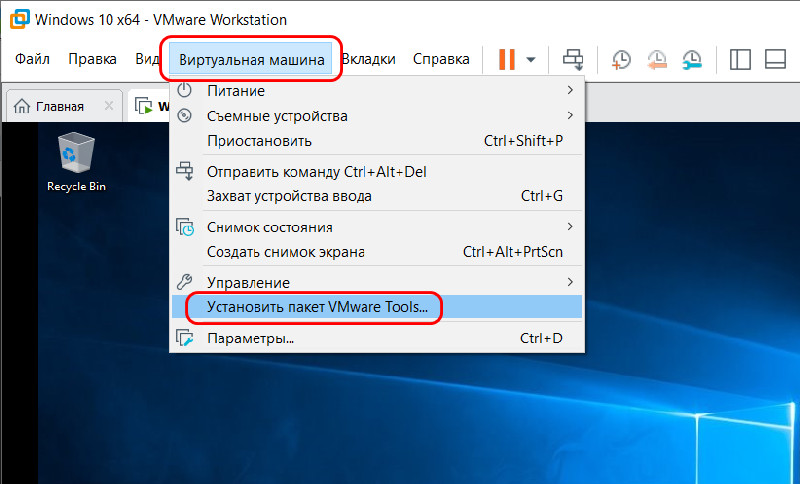 Windows 10 x64 - VMware Workstation
Файл Правка Вид Виртуальная машина Вкладки Справка
Главная W
Питание
Съемные устройства
Приостановить Ctrl+Shift+P
Отправить команду Ctrl+Alt+Del
Захват устройства ввода Ctrl+G
Снимок состояния
Создать снимок экрана Ctrl+Alt+PrtScn
Управление
Установить пакет VMware Tools...
Параметры... Ctrl+D
Recycle Bin